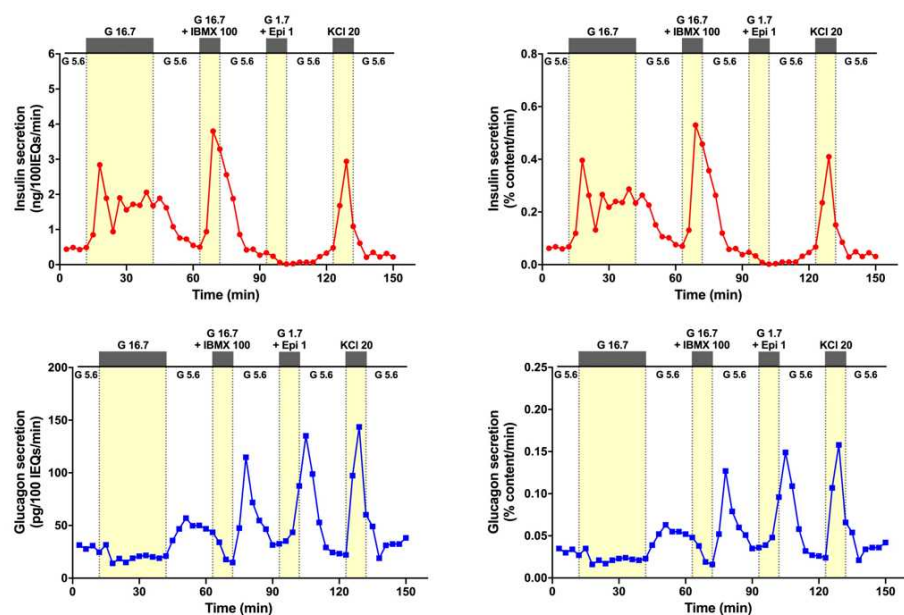 G 16.7
G 16.7
+ IBMX 100
G 1.7
+ Epi 1
KCl 20
G 5.6
G 5.6
G 5.6
G 5.6
G 5.6
Insulin secretion
(ng/100IEQs/min)
6
5
4
3
2
1
0
0
30
60
90
120
150
Time (min)
G 16.7
G 16.7
+ IBMX 100
G 1.7
+ Epi 1
KCl 20
G 5.6
G 5.6
G 5.6
G 5.6
G 5.6
Insulin secretion
(% content/min)
0.8
0.6
0.4
0.2
0.0
0
30
60
90
120
150
Time (min)
G 16.7
G 16.7
+ IBMX 100
G 1.7
+ Epi 1
KCl 20
G 5.6
G 5.6
G 5.6
G 5.6
G 5.6
Glucagon secretion
(pg/100 IEQs/min)
200
150
100
50
0
0
30
60
90
120
150
Time (min)
G 16.7
G 16.7
+ IBMX 100
G 1.7
+ Epi 1
KCl 20
G 5.6
G 5.6
G 5.6
G 5.6
G 5.6
Glucagon secretion
(% content/min)
0.25
0.20
0.15
0.10
0.05
0.00
0
30
60
90
120
150
Time (min)